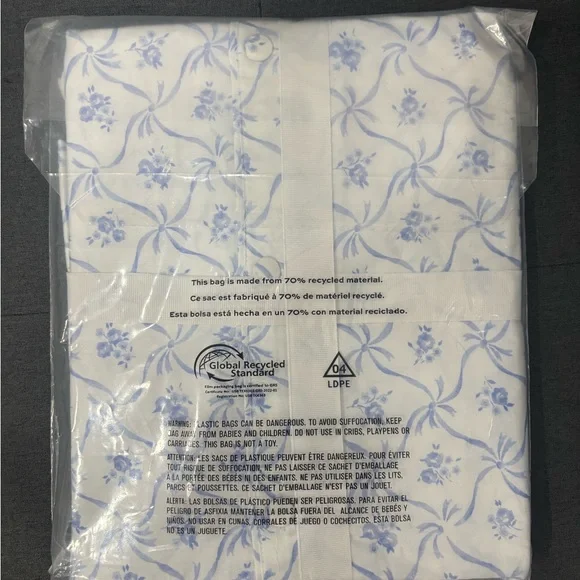 This bag is made from 70% recycled material.
Ce sac est fabriqué à 70% de matériel recyclé.
Esta bolsa está hecha en un 70% con material reciclado.
Global Recycled
Standard
Film packaging bag is certified to GRS
04
LDPE
WARNING: PLASTIC BAGS CAN BE DANGEROUS. TO AVOID SUFFOCATION, KEEP
AWAY FROM BABIES AND CHILDREN. DO NOT USE IN CRIBS, PLAYPENS OR
CARRIAGES. THIS BAG IS NOT A TOY.
ATTENTION: LES SACS DE PLASTIQUE PEUVENT ÊTRE DANGEREUX. POUR ÉVITER
TOUT RISQUE DE SUFFOCATION, NE PAS LAISSER CE SACHET D'EMBALLAGE
À LA PORTÉE DES BÉBÉS NI DES ENFANTS. NE PAS UTILISER DANS LES LITS,
PARCS ET POUSSETTES. CE SACHET D'EMBALLAGE N'EST PAS UN JOUET.
ALERTA: LAS BOLSAS DE PLÁSTICO PUEDEN SER PELIGROSAS. PARA EVITAR EL
PELIGRO DE ASFIXIA MANTENER LA BOLSA FUERA DEL ALCANCE DE BEBÉS Y
NIÑOS. NO USAR EN CUNAS, CORRALES DE JUEGO O COCHECITOS. ESTA BOLSA
NO ES UN JUGUETE.